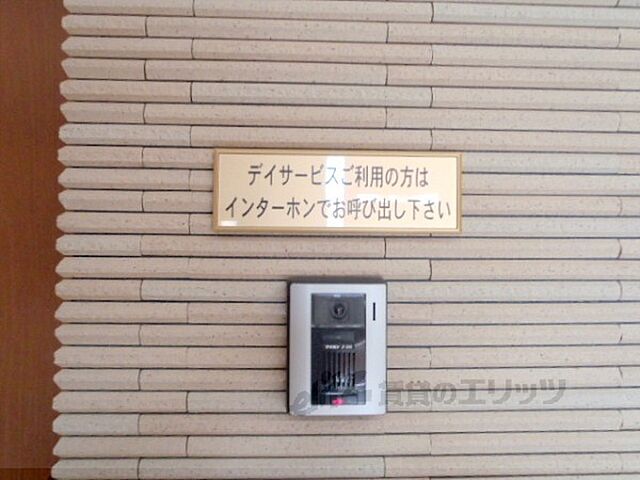 デイサービスご利用の方は
インターホンでお呼び出し下さい
賃貸のエリッツ